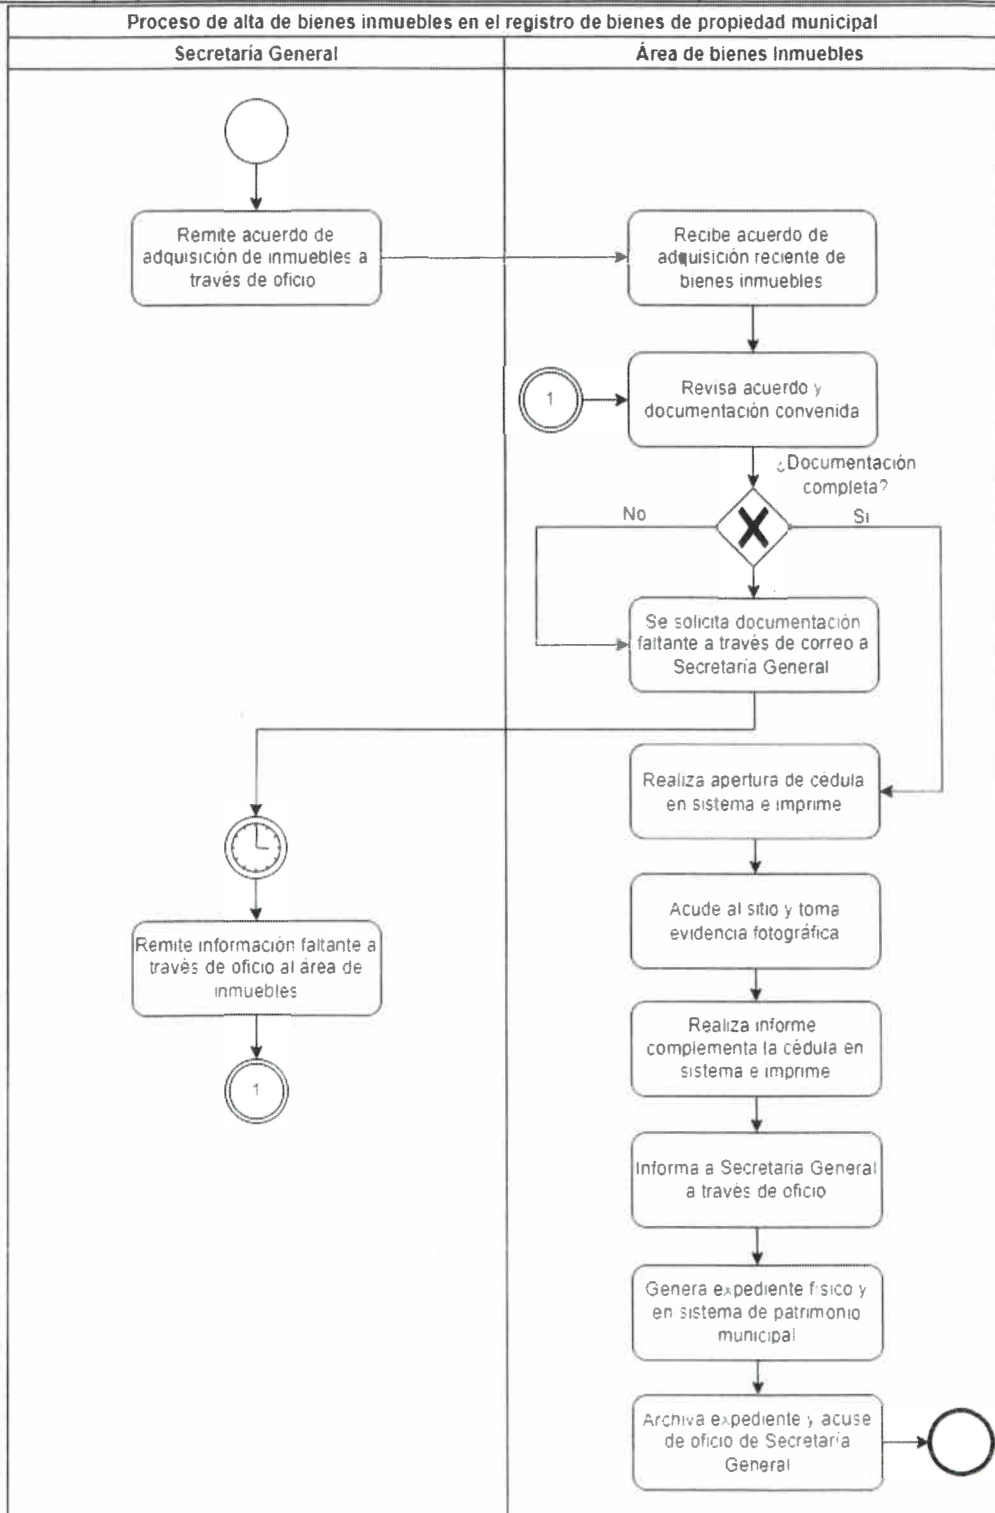 Proceso de alta de bienes inmuebles en el registro de bienes de propiedad municipal
Secretaría General
Área de bienes Inmuebles
Remite acuerdo de
adquisición de inmuebles a
través de oficio
Recibe acuerdo de
adquisición reciente de
bienes inmuebles
1
Revisa acuerdo y
documentación convenida
¿Documentación
completa?
No
Si
Se solicita documentación
faltante a través de correo a
Secretaría General
Realiza apertura de cédula
en sistema e imprime
Acude al sitio y toma
evidencia fotográfica
Remite información faltante a
través de oficio al área de
inmuebles
Realiza informe
complementa la cédula en
sistema e imprime
1
Informa a Secretaria General
a través de oficio
Genera expediente físico y
en sistema de patrimonio
municipal
Archiva expediente y acuse
de oficio de Secretaría
General